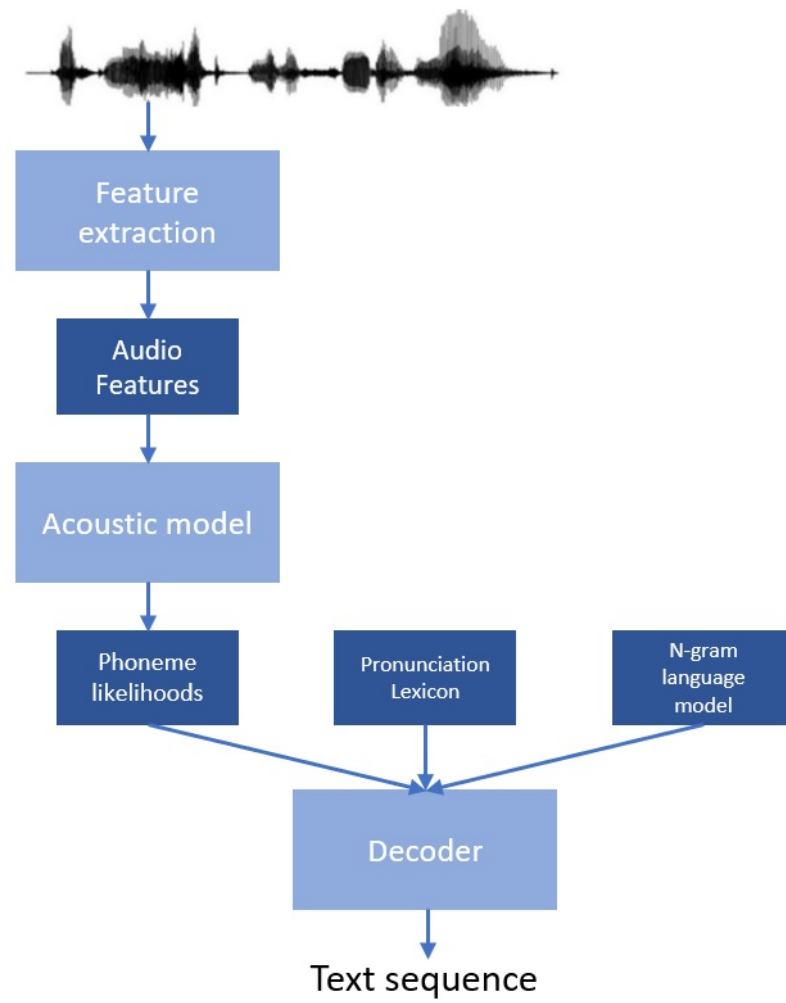 Feature
extraction
Audio
Features
Acoustic model
Phoneme
likelihoods
Pronunciation
Lexicon
N-gram
language
model
Decoder
Text sequence